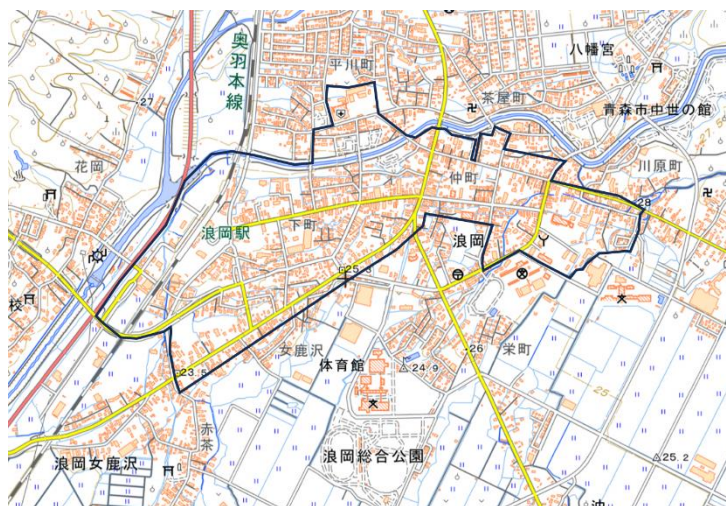 奥羽本線
平川町
八幡宮
茶屋町
青森市中世の館
川原町
27
花岡
仲町
28
浪岡駅
下町
浪岡
25.3
校
女鹿沢
体育館
24.9
26
栄町
25
23.5
赤茶
浪岡女鹿沢
浪岡総合公園
25.2
沖